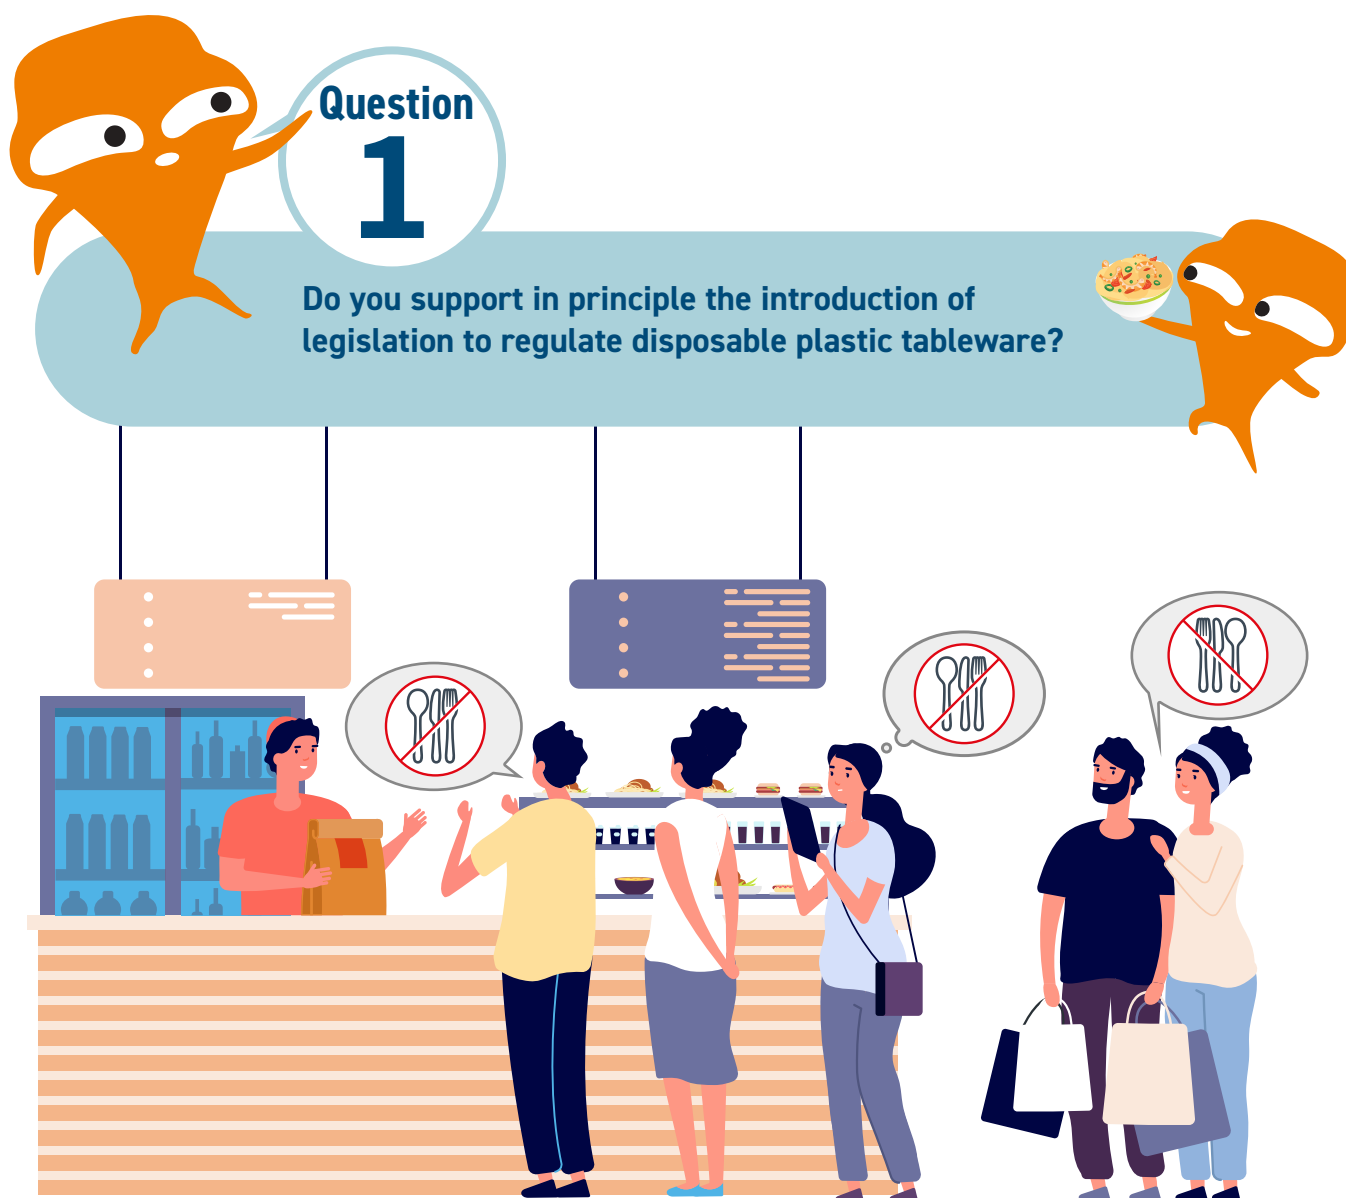 Question
1
Do you support in principle the introduction of
legislation to regulate disposable plastic tableware?